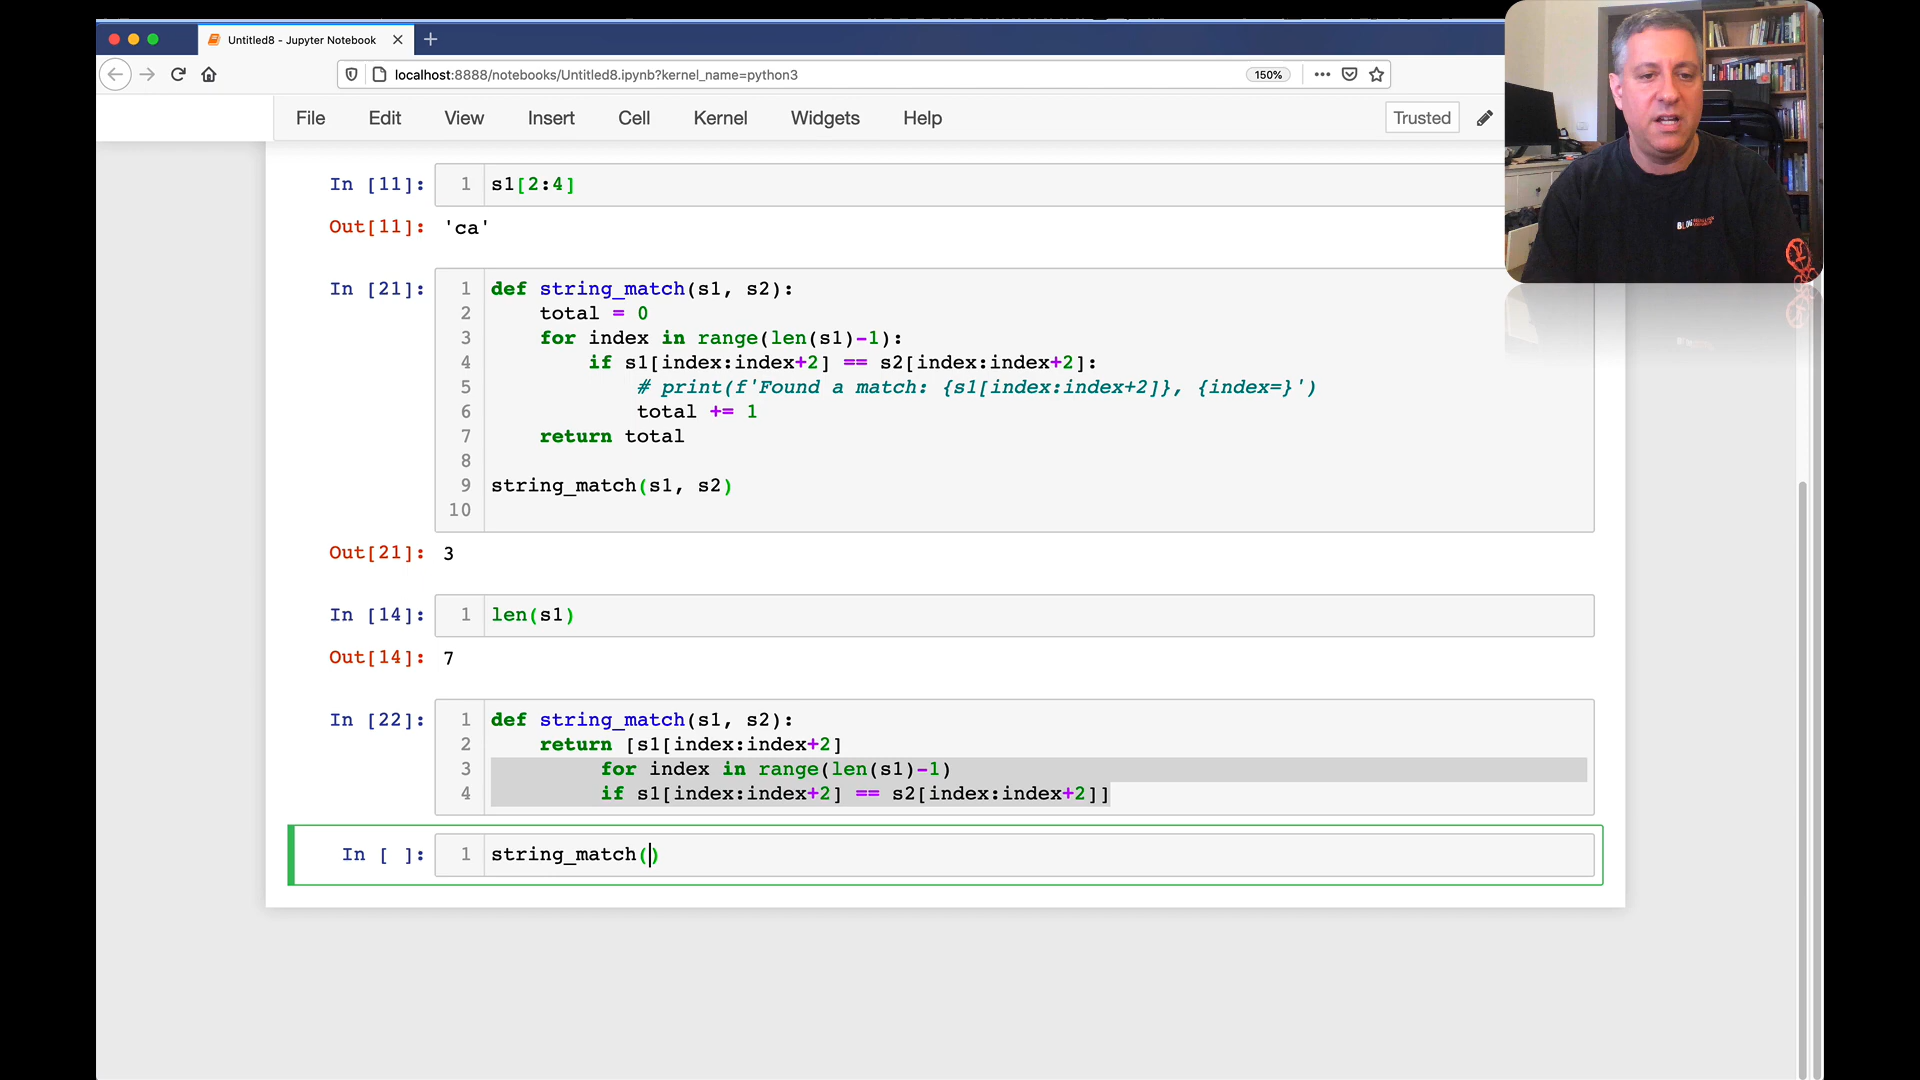 Untitled8 - Jupyter Notebook
localhost:8888/notebooks/Untitled8.ipynb?kernel_name=python3
150%
File Edit View Insert Cell Kernel Widgets Help
Trusted
In [11]:
1 s1[2:4]
Out[11]: 'ca'
In [21]:
1 def string_match(s1, s2):
2     total = 0
3     for index in range(len(s1)-1):
4         if s1[index:index+2] == s2[index:index+2]:
5             # print(f'Found a match: {s1[index:index+2]}, {index=}')
6             total += 1
7     return total
8
9 string_match(s1, s2)
10
Out[21]: 3
In [14]:
1 len(s1)
Out[14]: 7
In [22]:
1 def string_match(s1, s2):
2     return [s1[index:index+2]
3          for index in range(len(s1)-1)
4          if s1[index:index+2] == s2[index:index+2]]
In [ ]:
1 string_match()